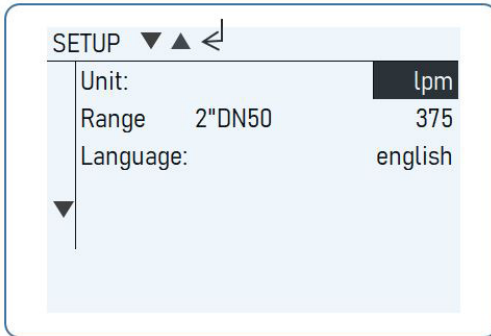 SETUP ▼ ▲ ↵
Unit: lpm
Range 2"DN50 375
Language: english
▼